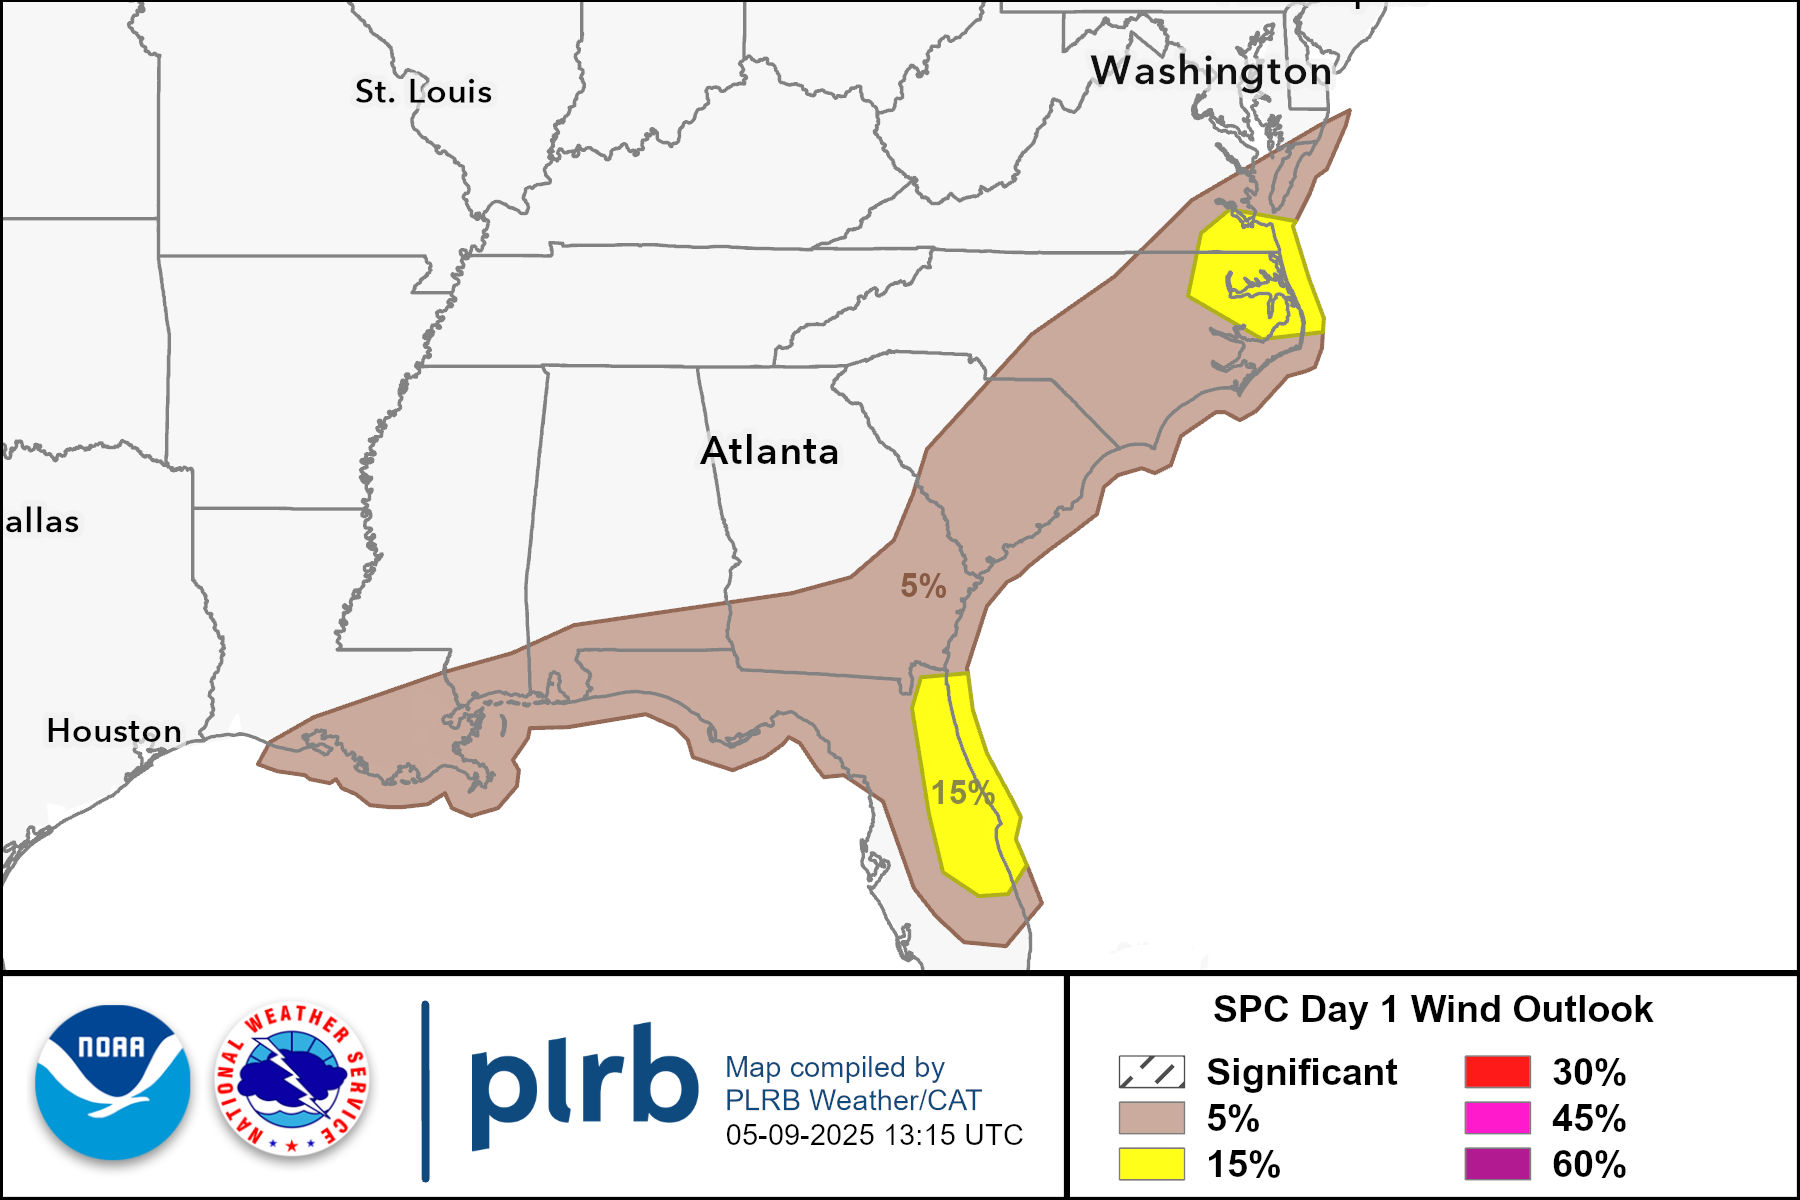 Washington
St. Louis
Atlanta
allas
5%
Houston
15%
NOAA
NATIONAL WEATHER SERVICE
plrb
Map compiled by
PLRB Weather/CAT
05-09-2025 13:15 UTC
SPC Day 1 Wind Outlook
Significant
5%
15%
30%
45%
60%